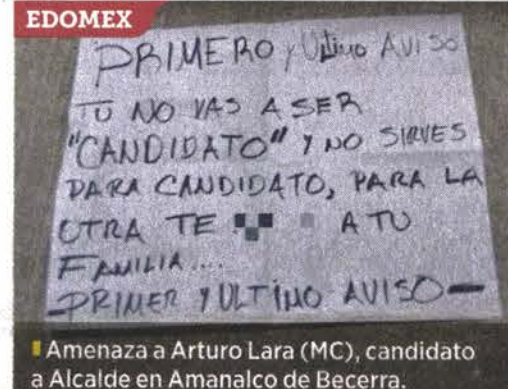 EDOMEX
PRIMERO y Ultimo AVISO
TU NO VAS A SER
"CANDIDATO" Y NO SIRVES
PARA CANDIDATO, PARA LA
OTRA TE A TU
FAMILIA...
-PRIMER Y ULTIMO AVISO-
Amenaza a Arturo Lara (MC), candidato
a Alcalde en Amanalco de Becerra.